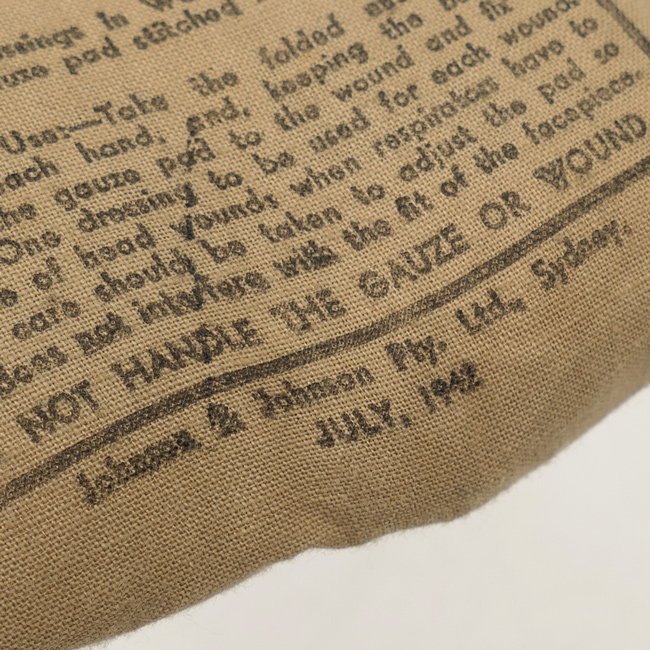 ssings in
uze pad stitched
Use:—Take the folded
each hand, and, keeping the
he gauze pad to the wound and fix
One dressing to be used for each wound.
e of head wounds when respirators have to
care should be taken to adjust the pad so
does not interfere with the fit of the facepiece.
NOT HANDLE THE GAUZE OR WOUND
Johnson & Johnson Pty. Ltd., Sydney.
JULY, 1942